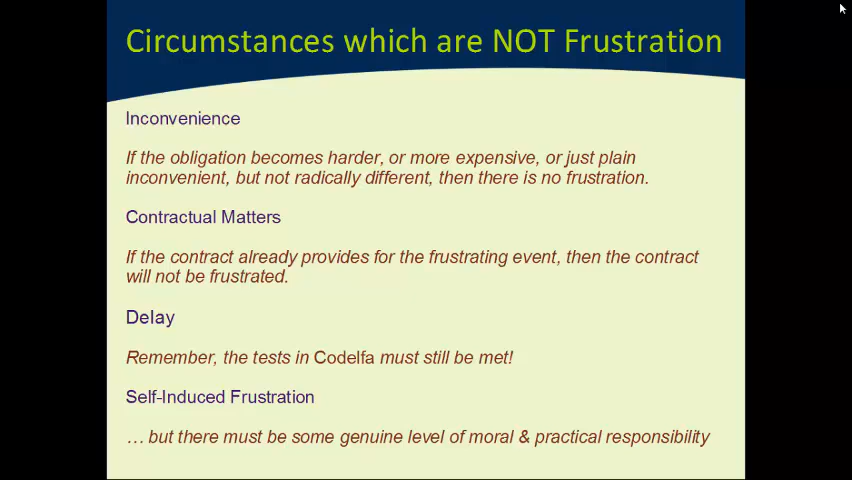 Circumstances which are NOT Frustration
Inconvenience
If the obligation becomes harder, or more expensive, or just plain
inconvenient, but not radically different, then there is no frustration.
Contractual Matters
If the contract already provides for the frustrating event, then the contract
will not be frustrated.
Delay
Remember, the tests in Codelfa must still be met!
Self-Induced Frustration
… but there must be some genuine level of moral & practical responsibility